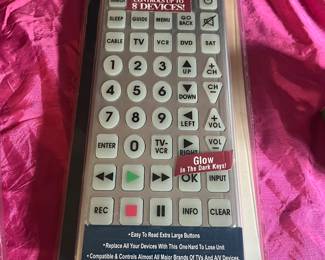 CONTROLS UP TO
8 DEVICES!
SLEEP GUIDE MENU GO BACK
CABLE TV VCR DVD SAT
1 2 3 UP + CH
4 5 6 DOWN CH -
7 8 9 LEFT + VOL
ENTER 0 TV-VCR RIGHT VOL -
Glow
in The Dark Keys!
OK INPUT
REC INFO CLEAR
• Easy To Read Extra Large Buttons
• Replace All Your Devices With This One Hard To Lose Unit
• Compatible & Controls Almost All Major Brands Of TVs And A/V Devices